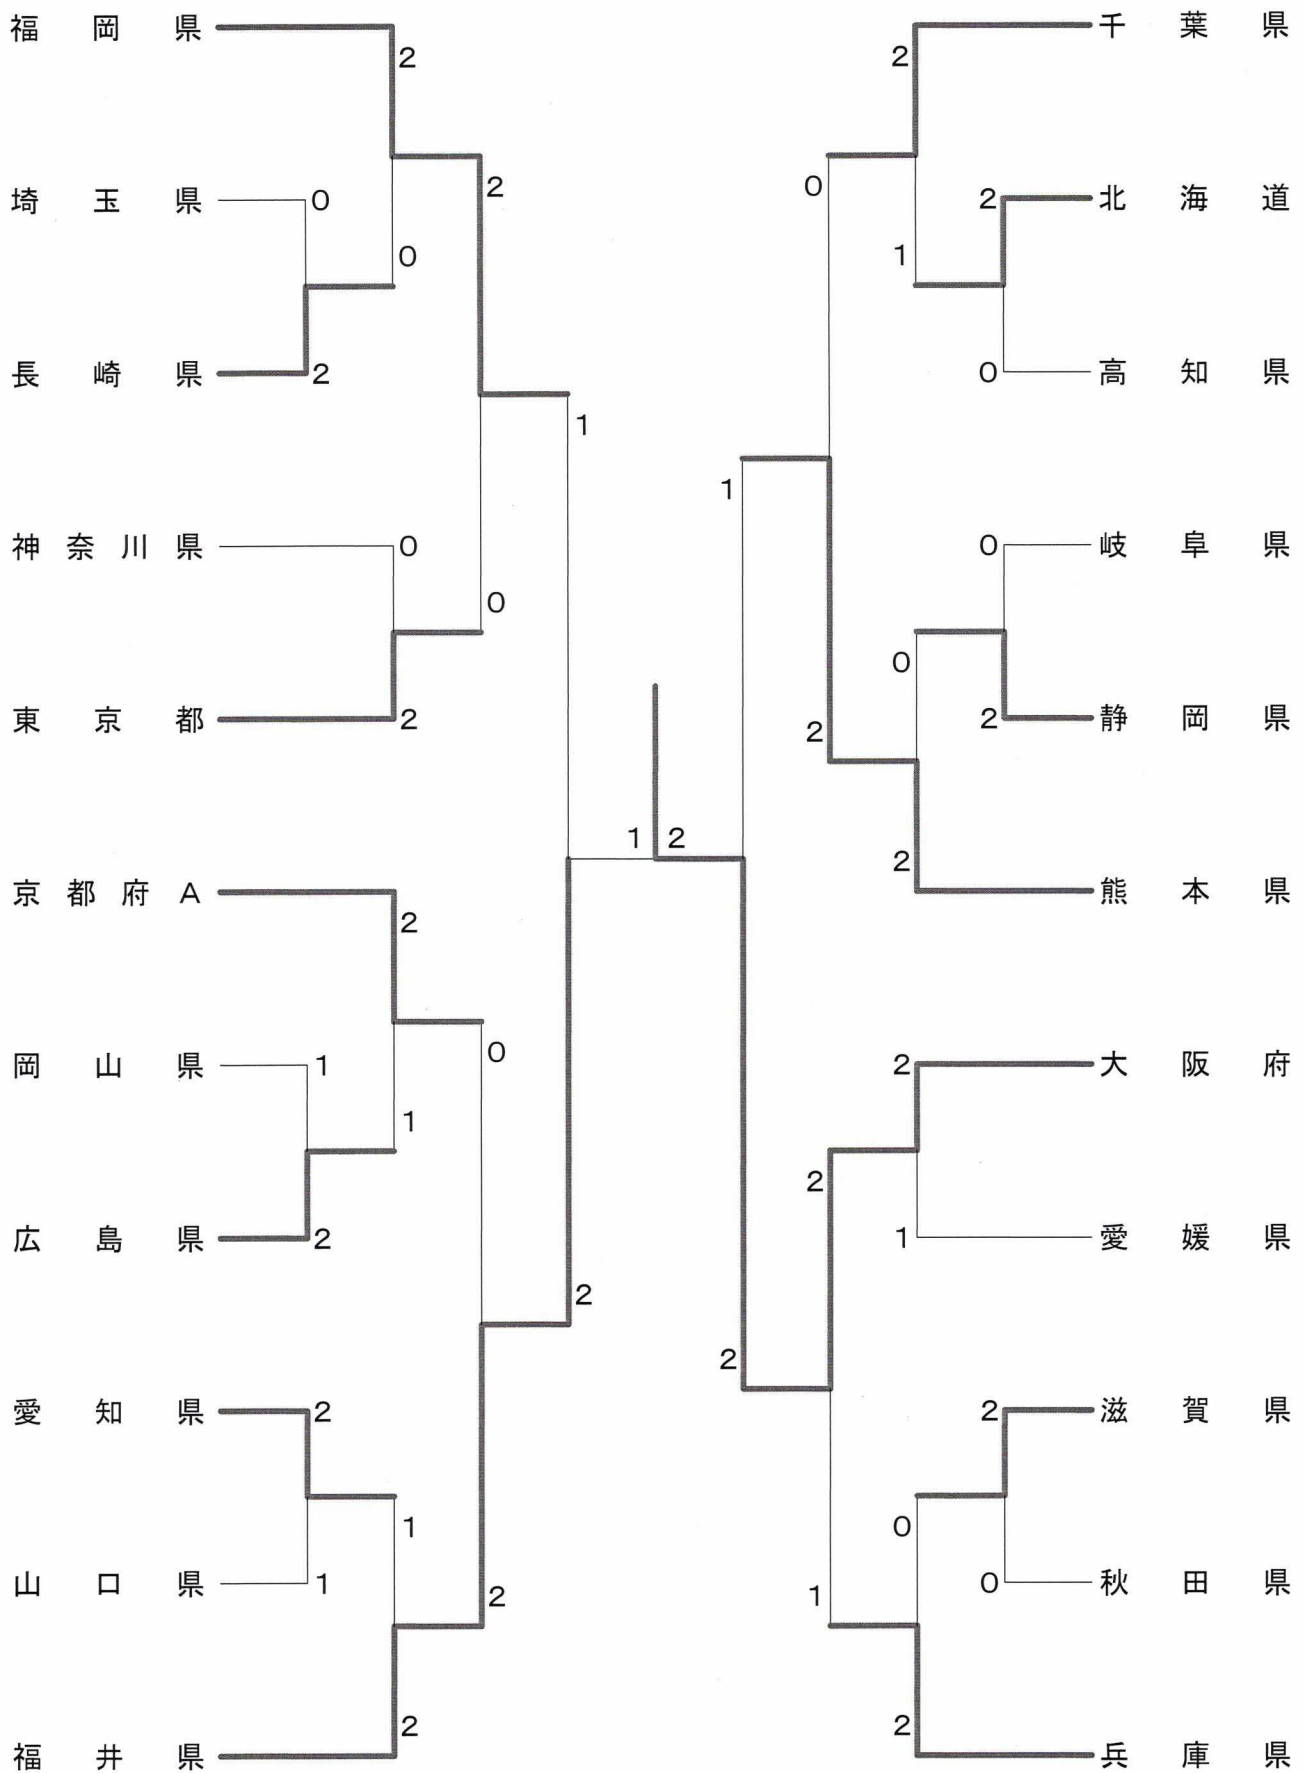 福岡県
2
埼玉県
0
0
長崎県
2
2
神奈川県
0
0
東京都
2
1
京都府A
2
岡山県
1
1
広島県
2
0
愛知県
2
1
山口県
1
2
福井県
2
2
1
2
千葉県
2
北海道
2
1
高知県
0
0
岐阜県
0
0
静岡県
2
2
熊本県
2
1
大阪府
2
2
愛媛県
1
2
滋賀県
2
0
秋田県
0
1
兵庫県
2